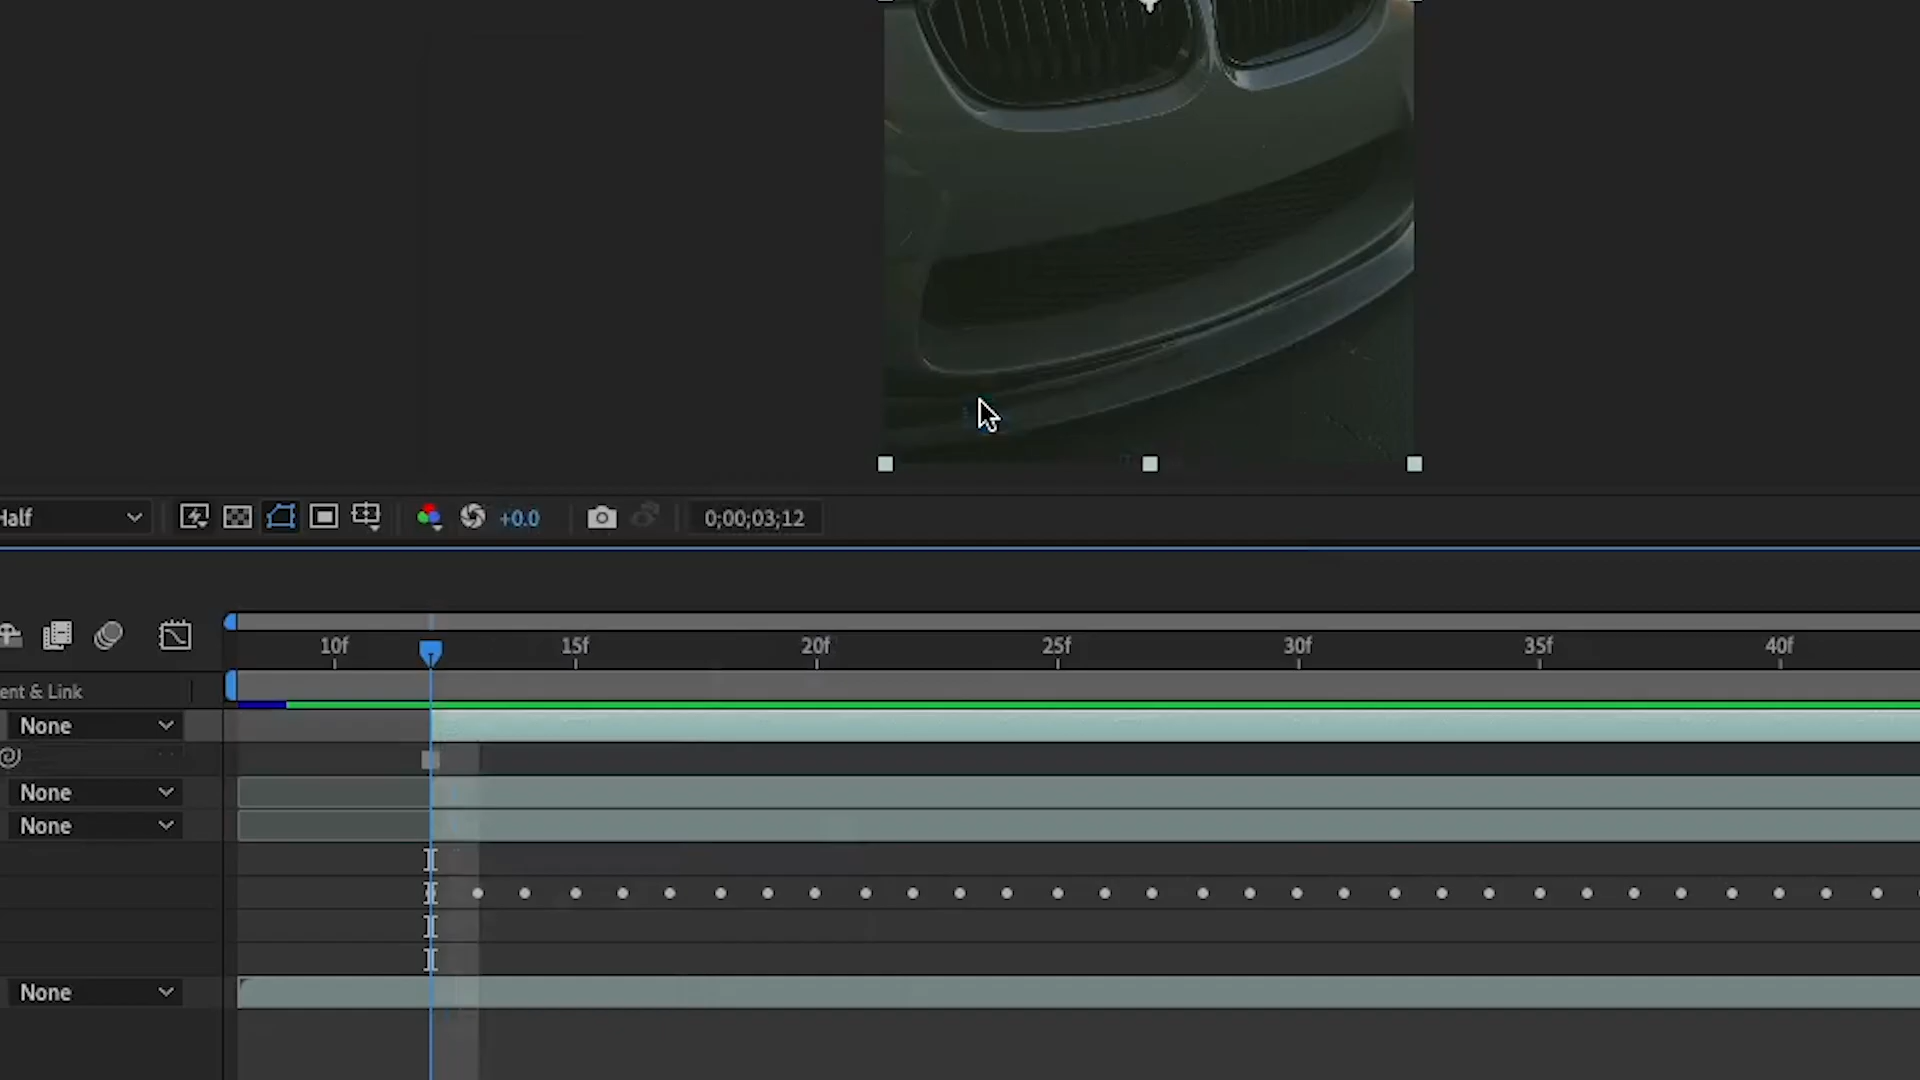 Half
+0.0
0;00;03;12
10f 15f 20f 25f 30f 35f 40f
ent & Link
None
None
None
None